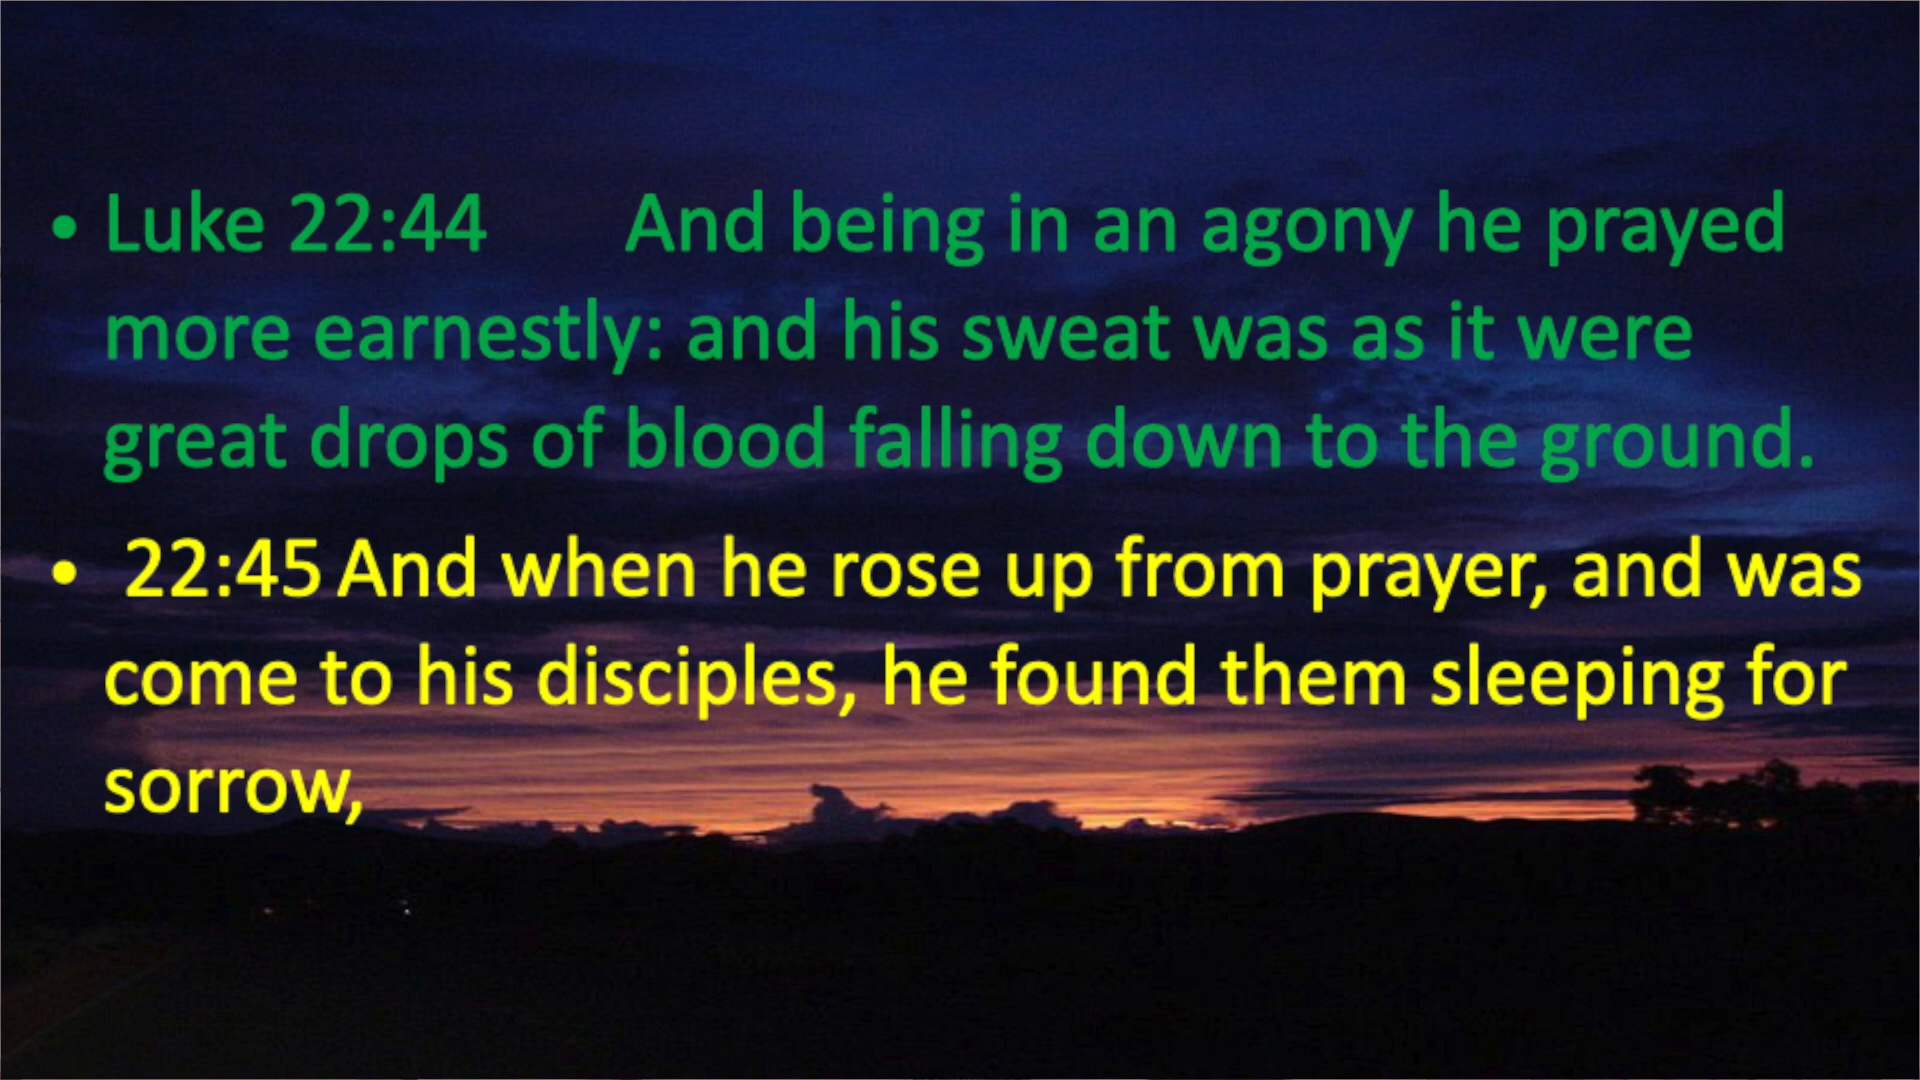 • Luke 22:44 And being in an agony he prayed
more earnestly: and his sweat was as it were
great drops of blood falling down to the ground.
• 22:45 And when he rose up from prayer, and was
come to his disciples, he found them sleeping for
sorrow,